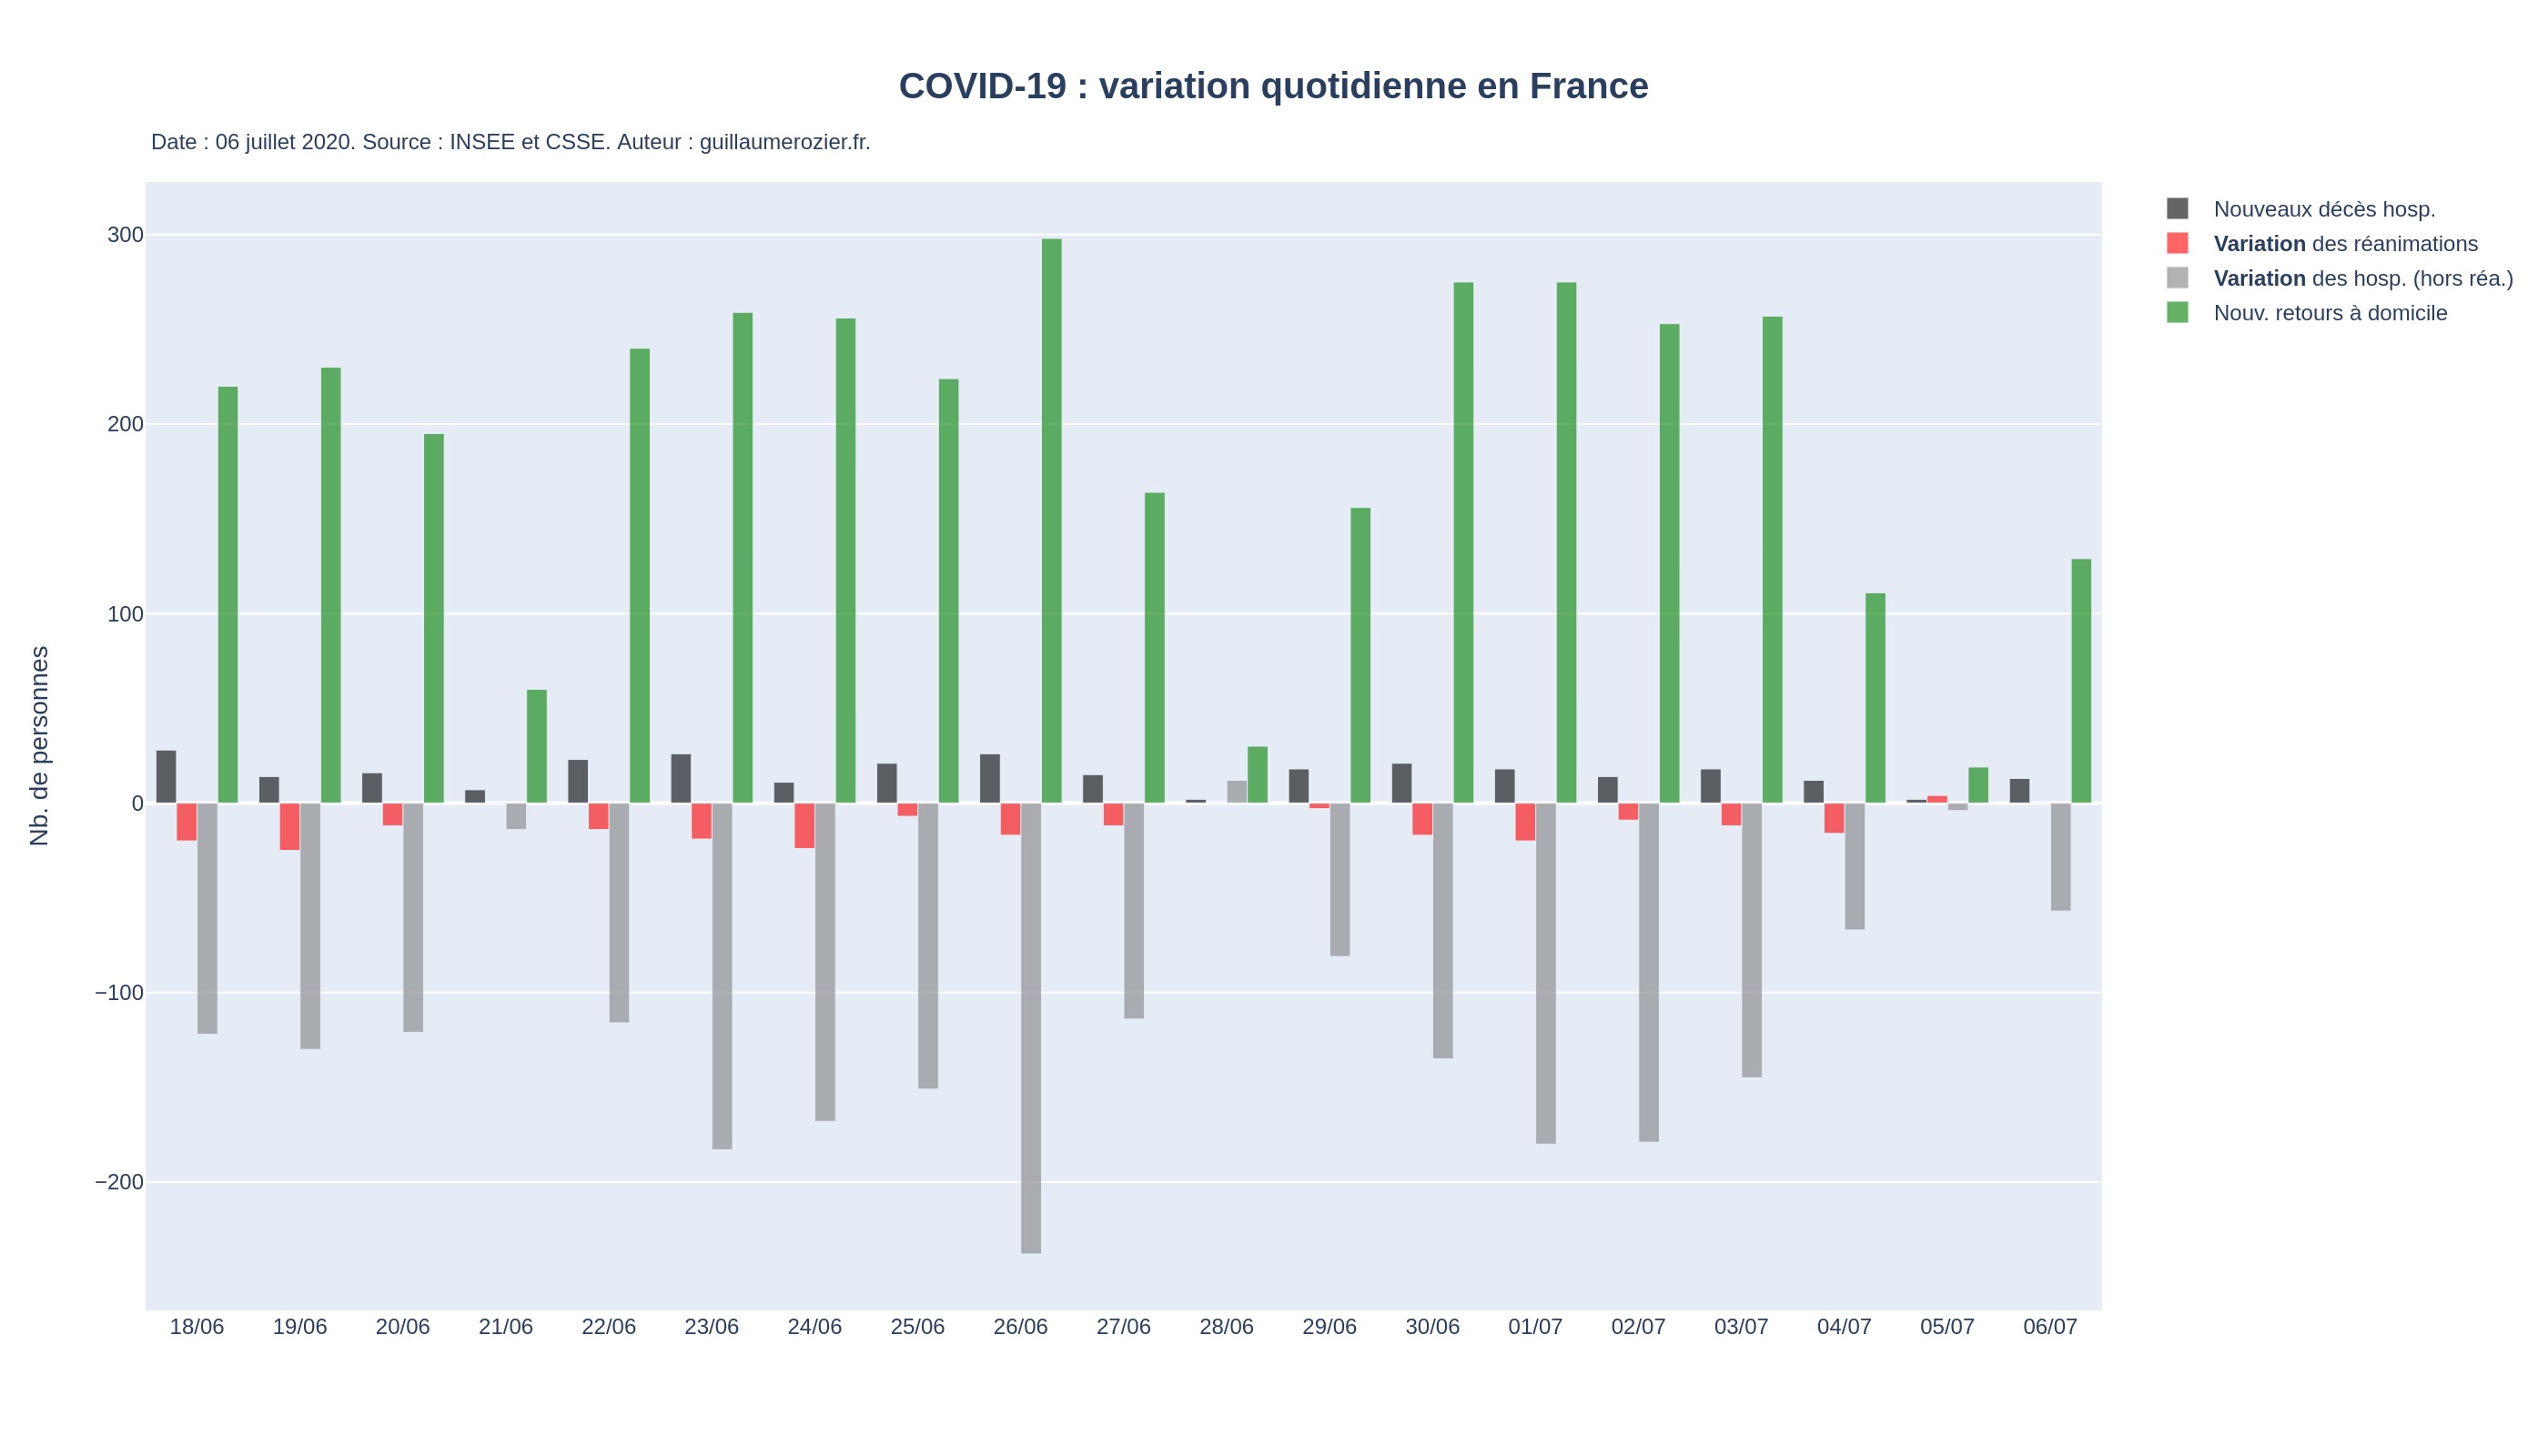 COVID-19 : variation quotidienne en France
Date : 06 juillet 2020. Source : INSEE et CSSE. Auteur : guillaumerozier.fr.
Nouveaux décès hosp.
Variation des réanimations
Variation des hosp. (hors réa.)
Nouv. retours à domicile
Nb. de personnes
300
200
100
0
−100
−200
18/06 19/06 20/06 21/06 22/06 23/06 24/06 25/06 26/06 27/06 28/06 29/06 30/06 01/07 02/07 03/07 04/07 05/07 06/07